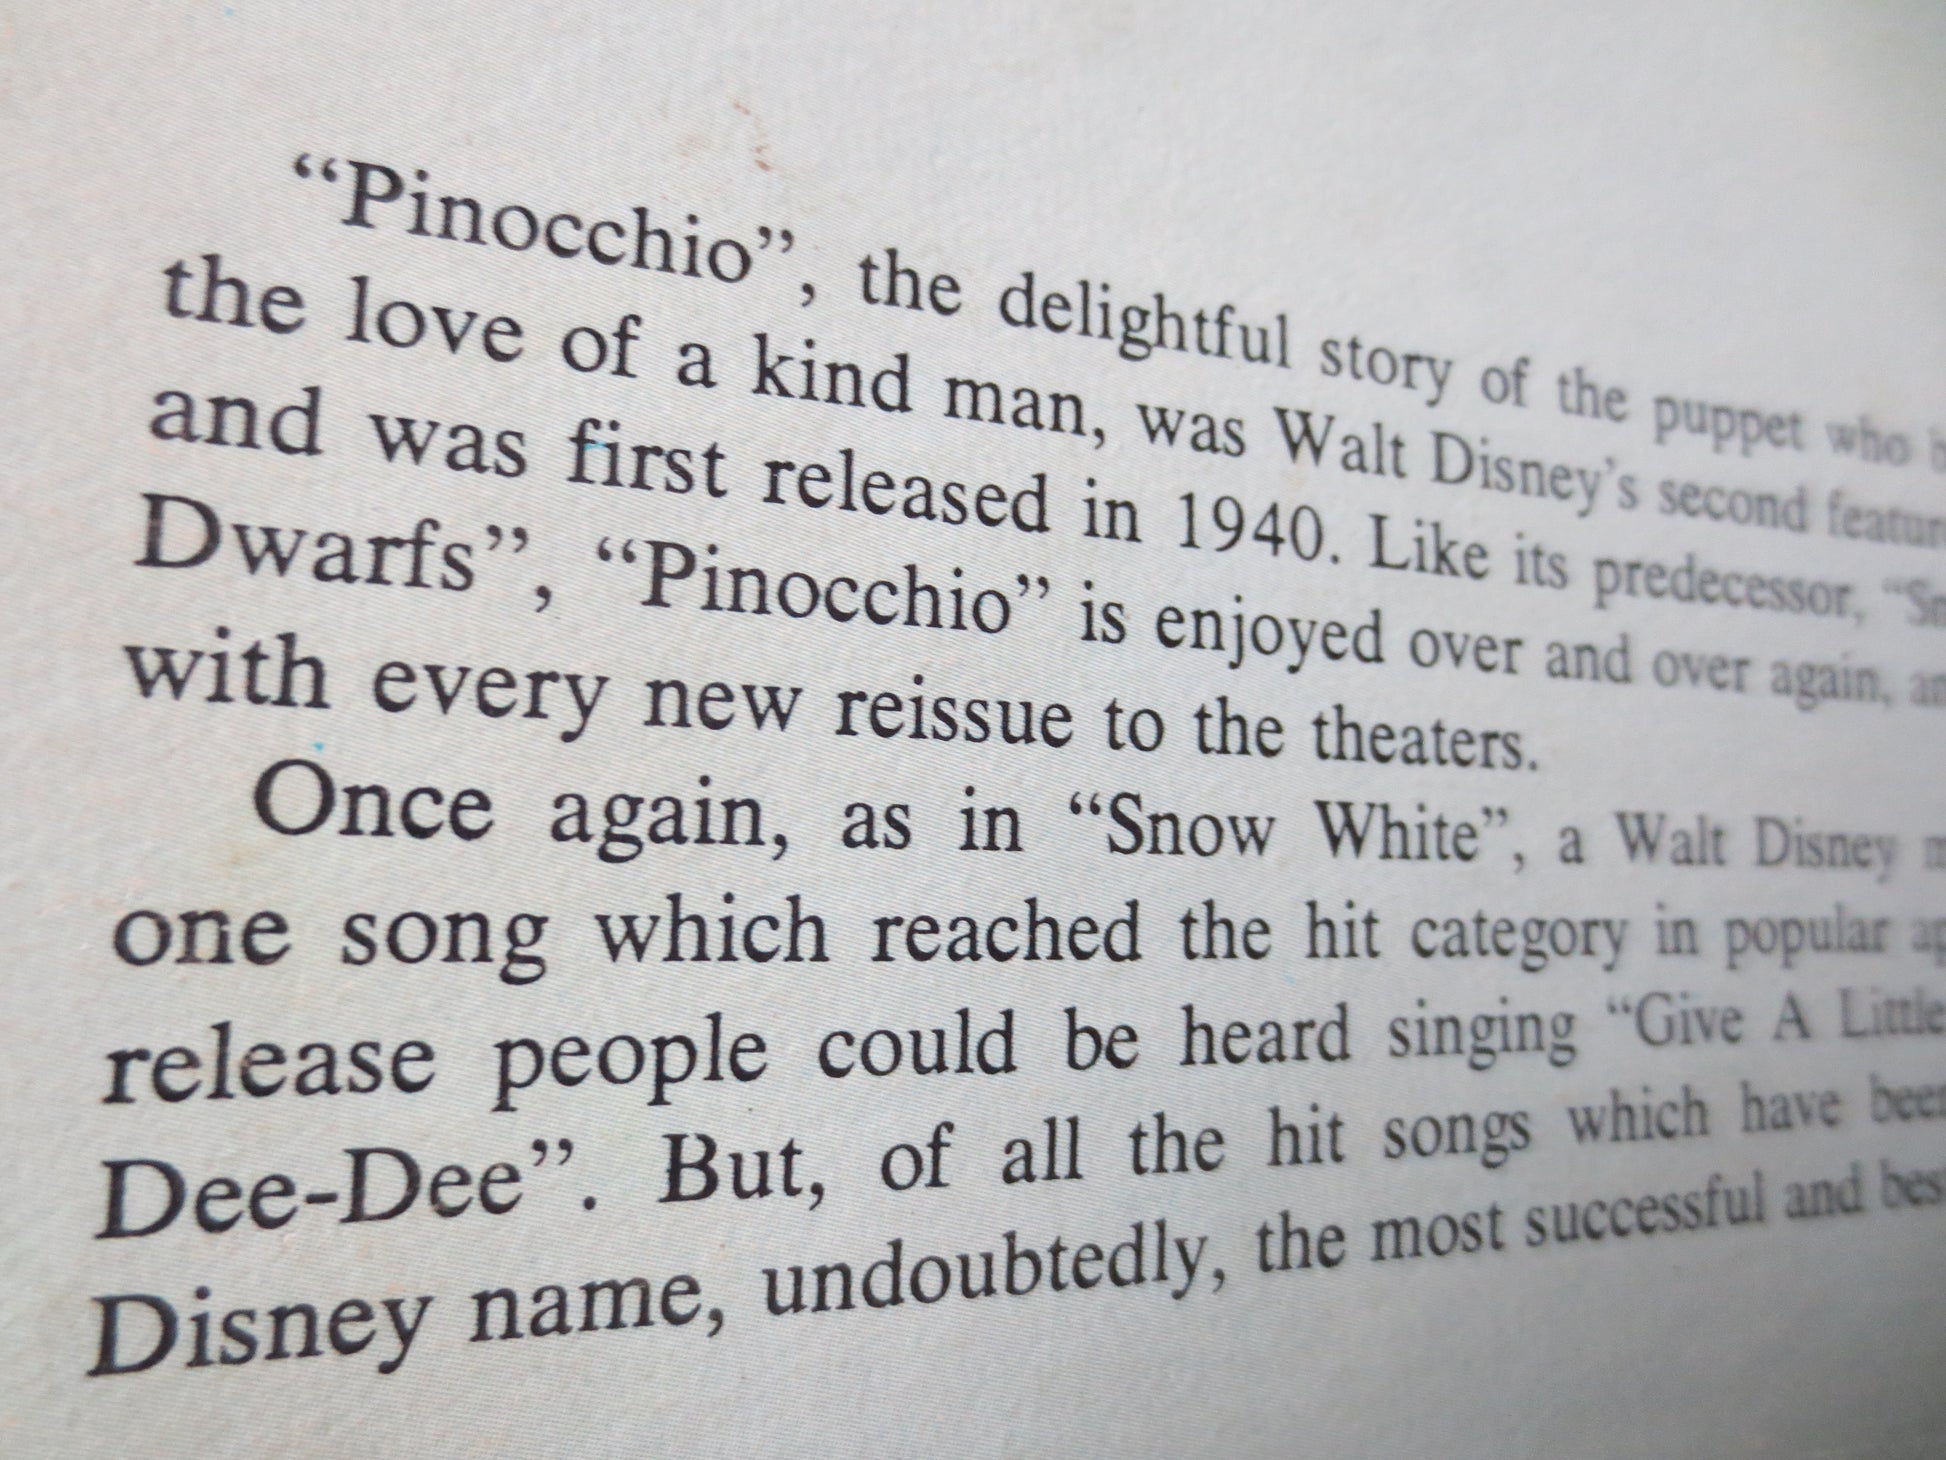 “Pinocchio”, the delightful story of the puppet who
the love of a kind man, was Walt Disney’s second
and was first released in 1940. Like its predecessor,
Dwarfs”, “Pinocchio” is enjoyed over and over again,
with every new reissue to the theaters.
Once again, as in “Snow White”, a Walt Disney
one song which reached the hit category in popular
release people could be heard singing “Give A Little
Dee-Dee”. But, of all the hit songs which have
Disney name, undoubtedly, the most successful and